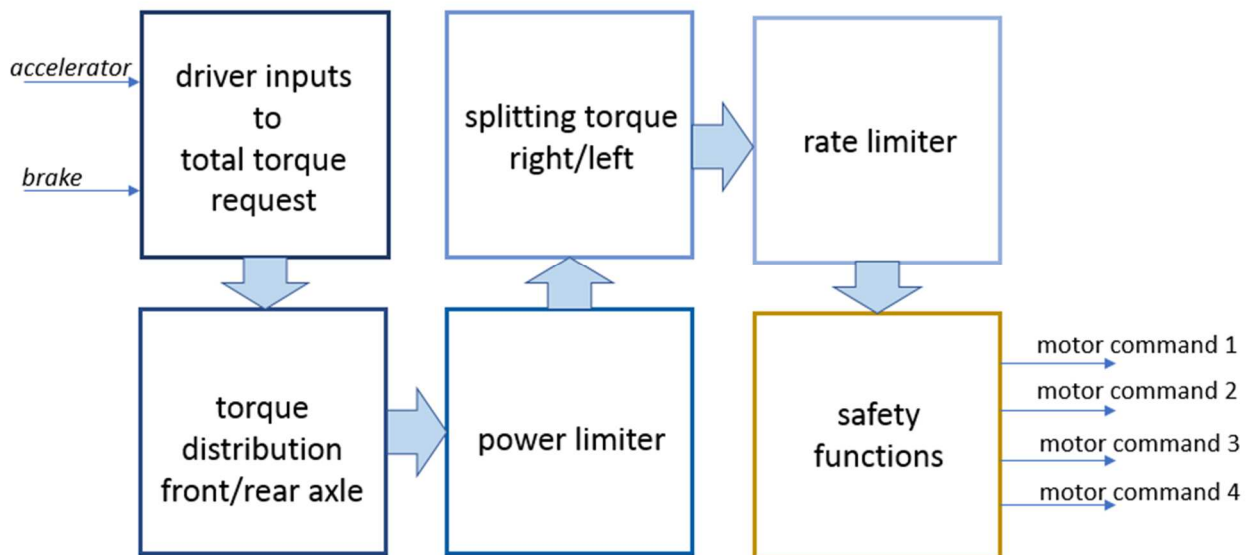 accelerator
brake
driver inputs
to
total torque
request
torque
distribution
front/rear axle
power limiter
splitting torque
right/left
rate limiter
safety
functions
motor command 1
motor command 2
motor command 3
motor command 4